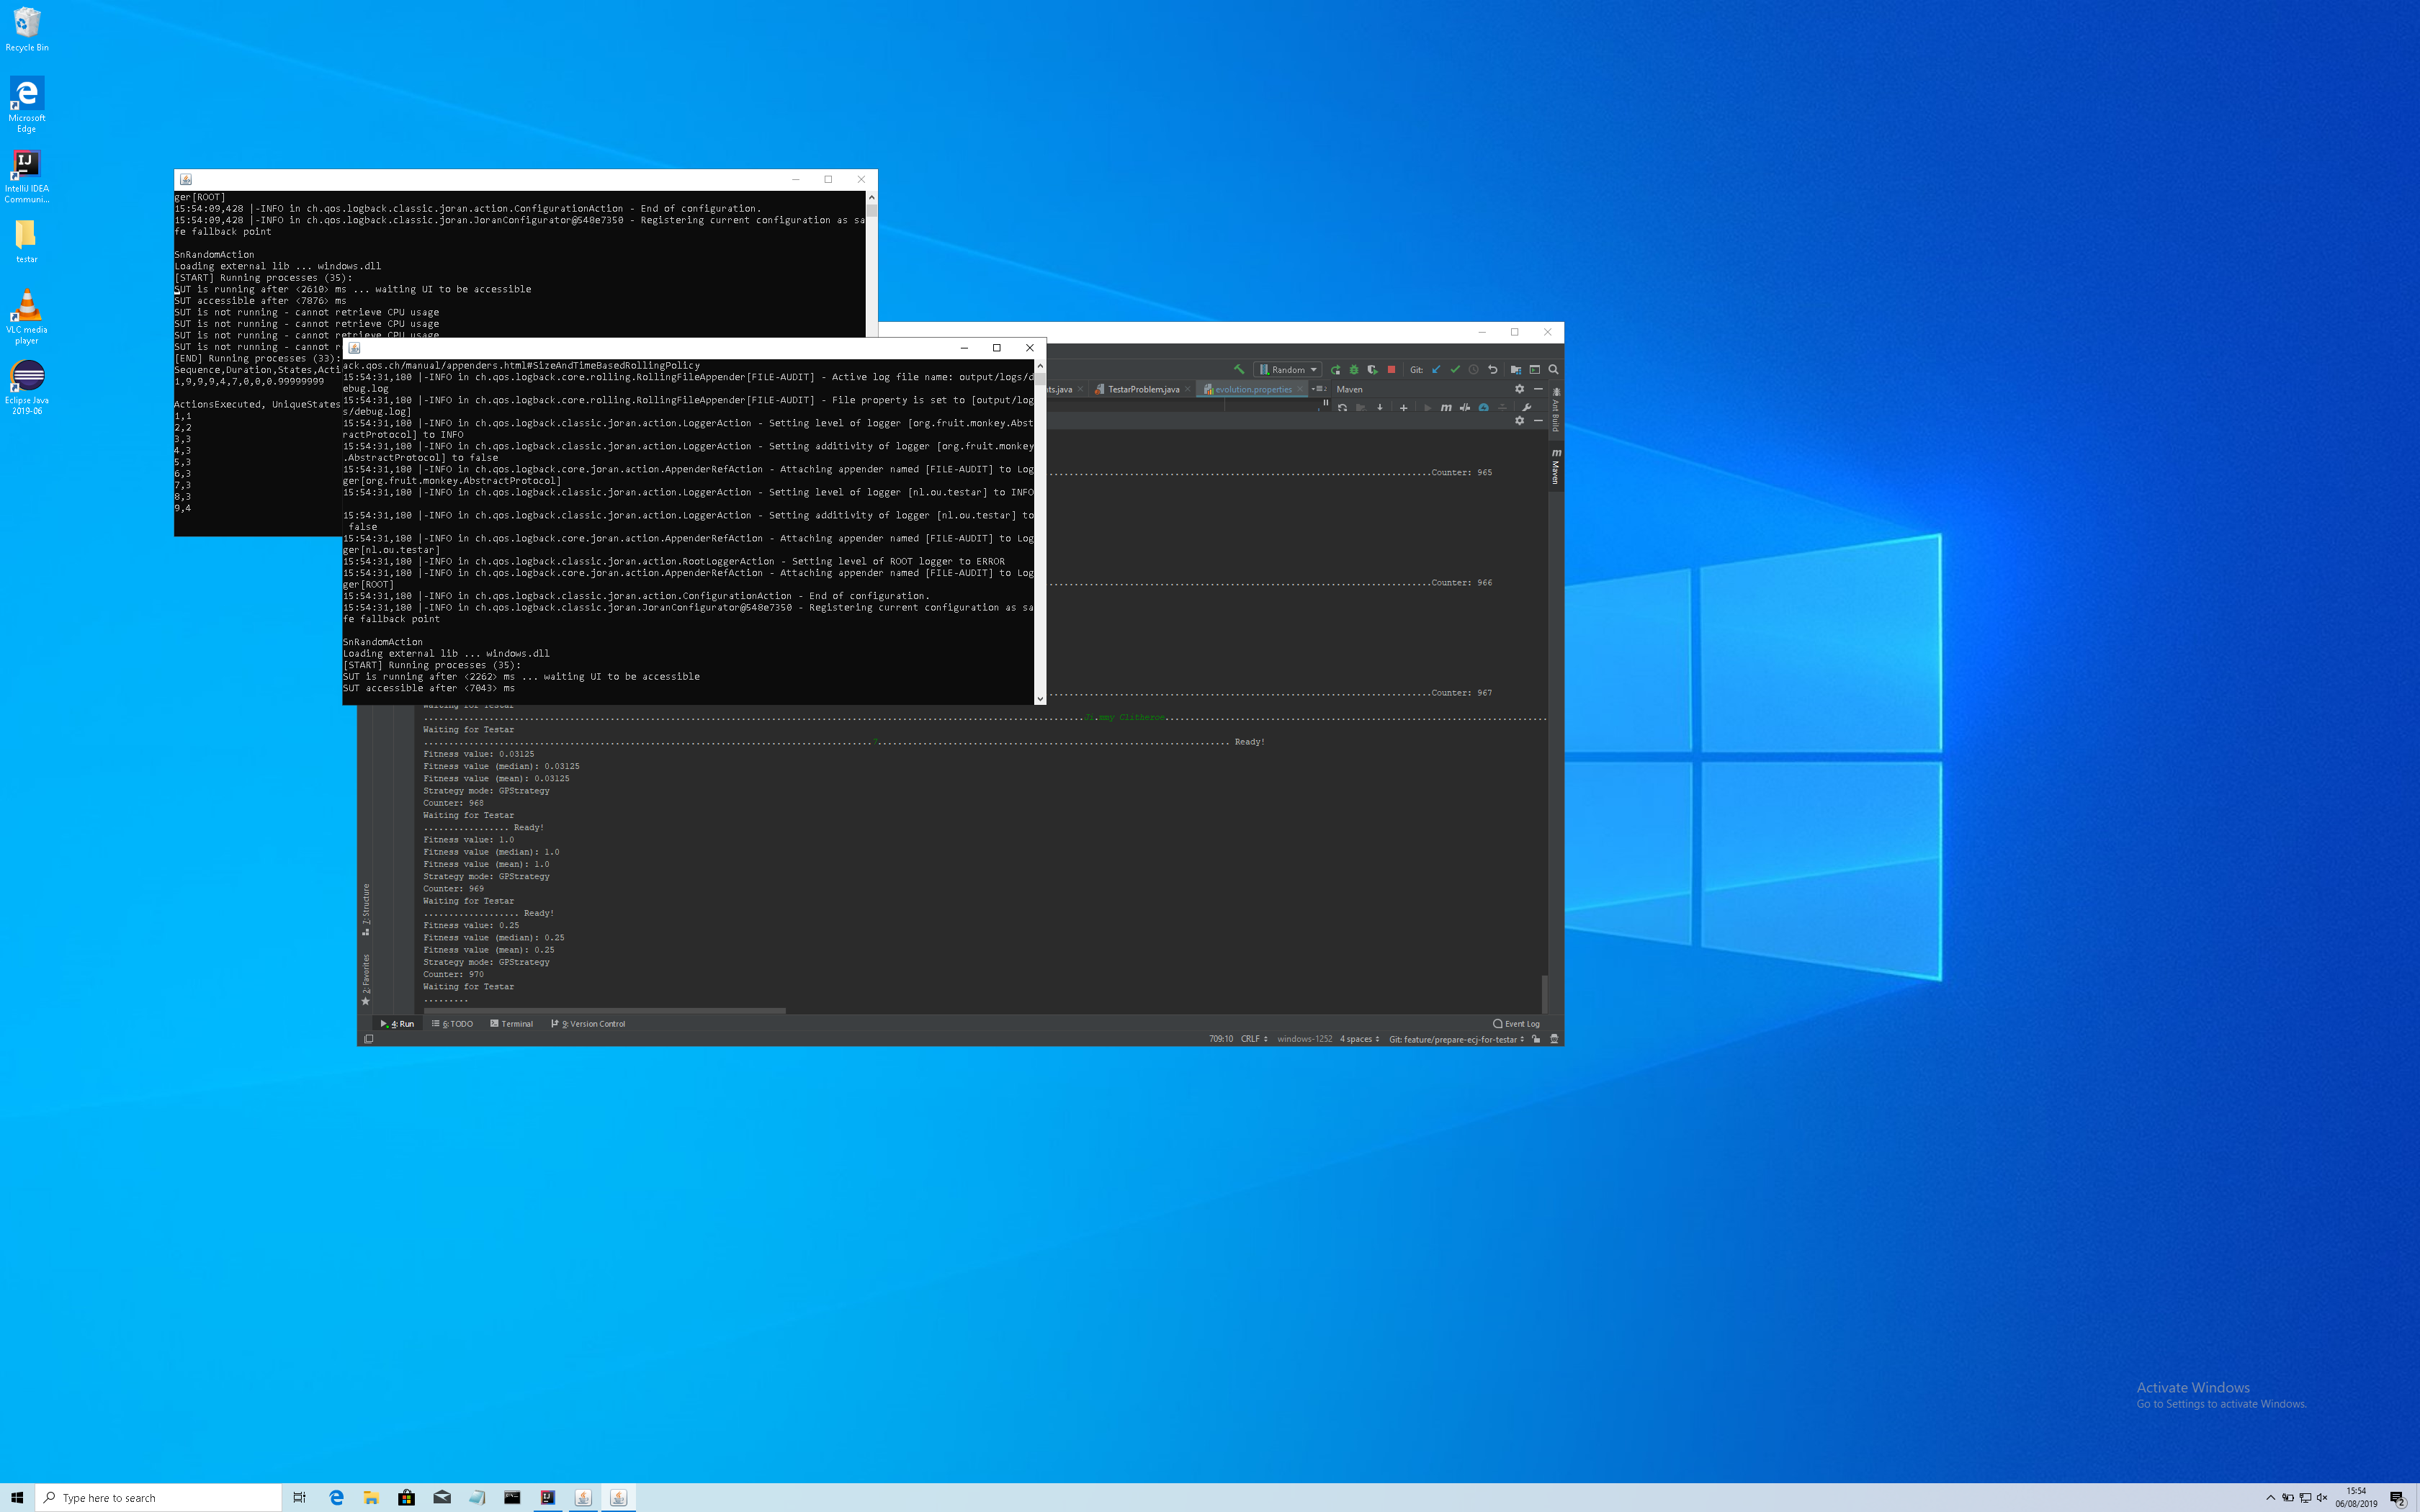 Recycle Bin
Microsoft
Edge
IntelliJ IDEA
Communi...
testar
VLC media
player
Eclipse Java
2019-06
ger[ROOT]
15:54:09,428 |-INFO in ch.qos.logback.classic.joran.action.ConfigurationAction - End of configuration.
15:54:09,428 |-INFO in ch.qos.logback.classic.joran.JoranConfigurator@548e7350 - Registering current configuration as sa
fe fallback point
SnRandomAction
Loading external lib ... windows.dll
[START] Running processes (35):
SUT is running after <2610> ms ... waiting UI to be accessible
SUT accessible after <7876> ms
SUT is not running - cannot retrieve CPU usage
SUT is not running - cannot retrieve CPU usage
SUT is not running - cannot retrieve CPU usage
SUT is not running - cannot r
[END] Running processes (33):
Sequence,Duration,States,Acti
1,9,9,9,4,7,0,0,0.99999999
ActionsExecuted, UniqueStates
1,1
2,2
3,3
4,3
5,3
6,3
7,3
8,3
9,4
ack.qos.ch/manual/appenders.html#SizeAndTimeBasedRollingPolicy
15:54:31,180 |-INFO in ch.qos.logback.core.rolling.RollingFileAppender[FILE-AUDIT] - Active log file name: output/logs/d
ebug.log
15:54:31,180 |-INFO in ch.qos.logback.core.rolling.RollingFileAppender[FILE-AUDIT] - File property is set to [output/log
s/debug.log]
15:54:31,180 |-INFO in ch.qos.logback.classic.joran.action.LoggerAction - Setting level of logger [org.fruit.monkey.Abst
ractProtocol] to INFO
15:54:31,180 |-INFO in ch.qos.logback.classic.joran.action.LoggerAction - Setting additivity of logger [org.fruit.monkey
.AbstractProtocol] to false
15:54:31,180 |-INFO in ch.qos.logback.core.joran.action.AppenderRefAction - Attaching appender named [FILE-AUDIT] to Log
ger[org.fruit.monkey.AbstractProtocol]
15:54:31,180 |-INFO in ch.qos.logback.classic.joran.action.LoggerAction - Setting level of logger [nl.ou.testar] to INFO
15:54:31,180 |-INFO in ch.qos.logback.classic.joran.action.LoggerAction - Setting additivity of logger [nl.ou.testar] to
false
15:54:31,180 |-INFO in ch.qos.logback.core.joran.action.AppenderRefAction - Attaching appender named [FILE-AUDIT] to Log
ger[nl.ou.testar]
15:54:31,180 |-INFO in ch.qos.logback.classic.joran.action.RootLoggerAction - Setting level of ROOT logger to ERROR
15:54:31,180 |-INFO in ch.qos.logback.core.joran.action.AppenderRefAction - Attaching appender named [FILE-AUDIT] to Log
ger[ROOT]
15:54:31,180 |-INFO in ch.qos.logback.classic.joran.action.ConfigurationAction - End of configuration.
15:54:31,180 |-INFO in ch.qos.logback.classic.joran.JoranConfigurator@548e7350 - Registering current configuration as sa
fe fallback point
SnRandomAction
Loading external lib ... windows.dll
[START] Running processes (35):
SUT is running after <2262> ms ... waiting UI to be accessible
SUT accessible after <7043> ms
Random Git:
ts.java TestarProblem.java evolution.properties Maven
Ant Build
Maven
Counter: 965
Counter: 966
Counter: 967
Waiting for Testar
Waiting for Testar
Ready!
Fitness value: 0.03125
Fitness value (median): 0.03125
Fitness value (mean): 0.03125
Strategy mode: GPStrategy
Counter: 968
Waiting for Testar
................. Ready!
Fitness value: 1.0
Fitness value (median): 1.0
Fitness value (mean): 1.0
Strategy mode: GPStrategy
Counter: 969
Waiting for Testar
................... Ready!
Fitness value: 0.25
Fitness value (median): 0.25
Fitness value (mean): 0.25
Strategy mode: GPStrategy
Counter: 970
Waiting for Testar
.........
7: Structure
2: Favorites
4: Run 6: TODO Terminal 9: Version Control Event Log
709:10 CRLF windows-1252 4 spaces Git: feature/prepare-ecj-for-testar
Activate Windows
Go to Settings to activate Windows.
Type here to search
15:54
06/08/2019
2